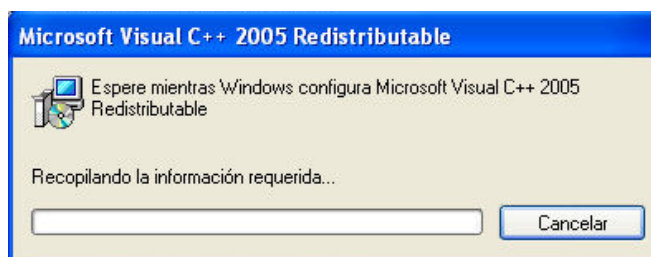 Microsoft Visual C++ 2005 Redistributable
Espere mientras Windows configura Microsoft Visual C++ 2005
Redistributable
Recopilando la información requerida...
Cancelar